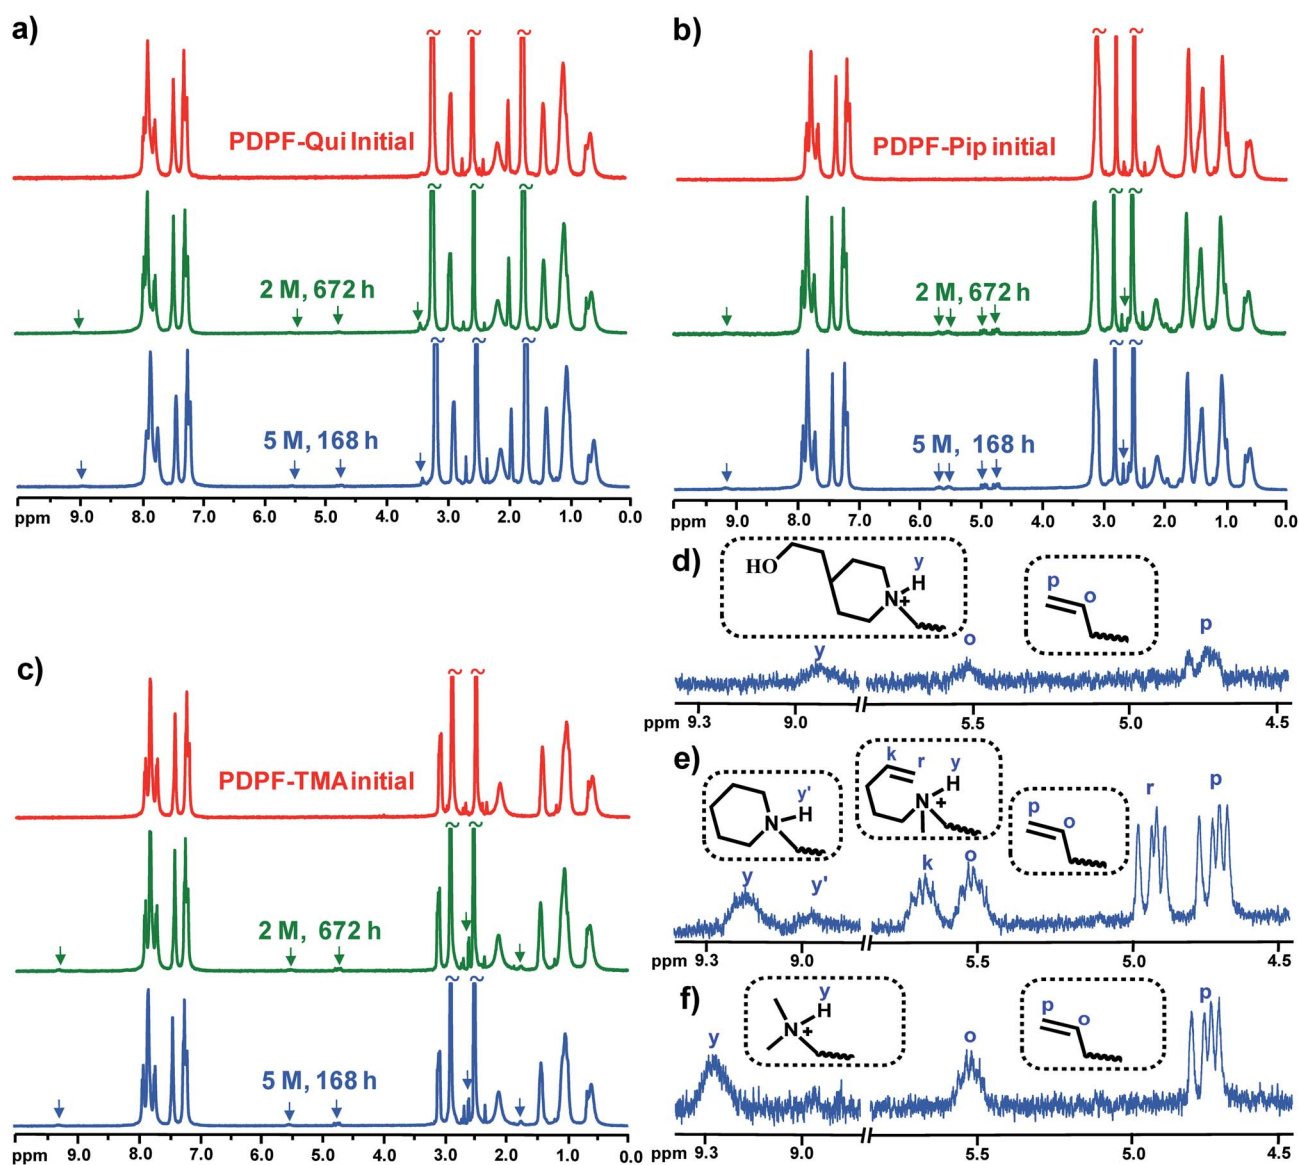 a)
PDPF-Qui Initial
2 M, 672 h
5 M, 168 h
ppm 9.0 8.0 7.0 6.0 5.0 4.0 3.0 2.0 1.0 0.0
b)
PDPF-Pip initial
2 M, 672 h
5 M, 168 h
ppm 9.0 8.0 7.0 6.0 5.0 4.0 3.0 2.0 1.0 0.0
c)
PDPF-TMA initial
2 M, 672 h
5 M, 168 h
ppm 9.0 8.0 7.0 6.0 5.0 4.0 3.0 2.0 1.0 0.0
d)
HO
y
H
N+
p
o
y
o
p
ppm 9.3 9.0 5.5 5.0 4.5
e)
y'
N H
k
r
y
H
N+
p
o
y
y'
k
o
r
p
ppm 9.3 9.0 5.5 5.0 4.5
f)
y
H
N+
p
o
y
o
p
ppm 9.3 9.0 5.5 5.0 4.5